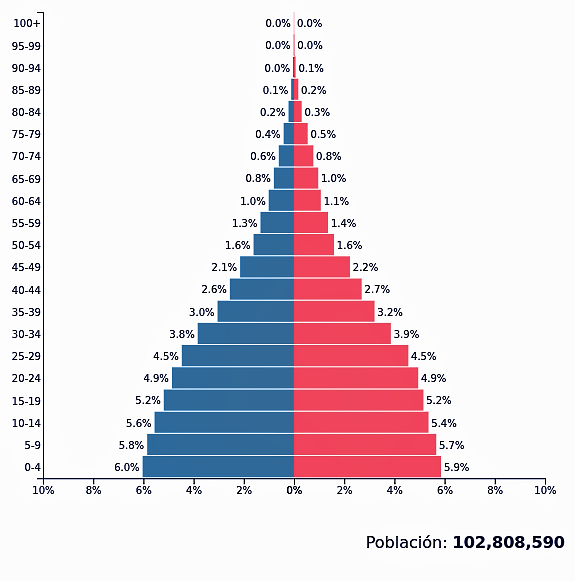 100+ 0.0% 0.0%
95-99 0.0% 0.0%
90-94 0.0% 0.1%
85-89 0.1% 0.2%
80-84 0.2% 0.3%
75-79 0.4% 0.5%
70-74 0.6% 0.8%
65-69 0.8% 1.0%
60-64 1.0% 1.1%
55-59 1.3% 1.4%
50-54 1.6% 1.6%
45-49 2.1% 2.2%
40-44 2.6% 2.7%
35-39 3.0% 3.2%
30-34 3.8% 3.9%
25-29 4.5% 4.5%
20-24 4.9% 4.9%
15-19 5.2% 5.2%
10-14 5.6% 5.4%
5-9 5.8% 5.7%
0-4 6.0% 5.9%
10% 8% 6% 4% 2% 0% 2% 4% 6% 8% 10%
Población: 102,808,590